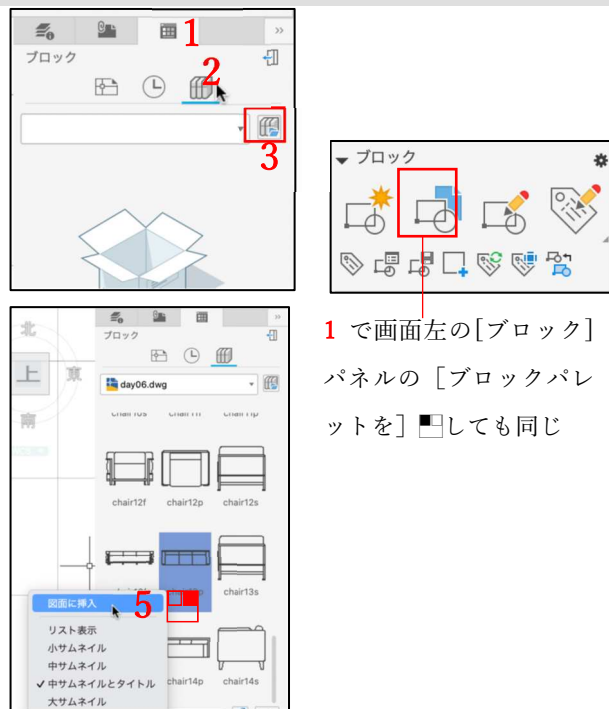 1
ブロック
2
3
ブロック
1 で画面左の[ブロック]
パネルの［ブロックパレ
ットを］しても同じ
北
上
東
南
ブロック
day06.dwg
chair11f
chair11p
chair12f
chair12p
chair12s
chair13s
図面に挿入
5
リスト表示
小サムネイル
中サムネイル
✓中サムネイルとタイトル
大サムネイル
chair14p
chair14s